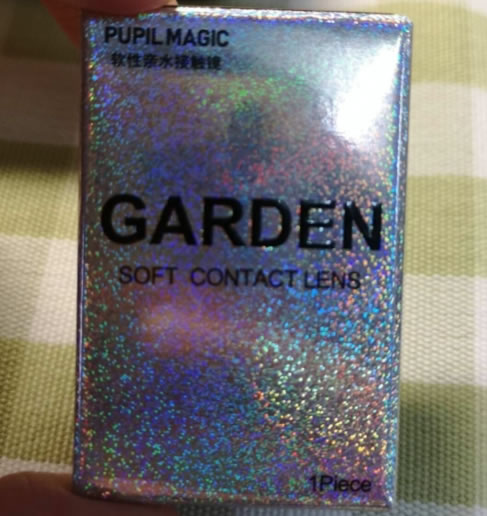 PUPIL MAGIC
软性亲水接触镜
GARDEN
SOFT CONTACT LENS
1Piece